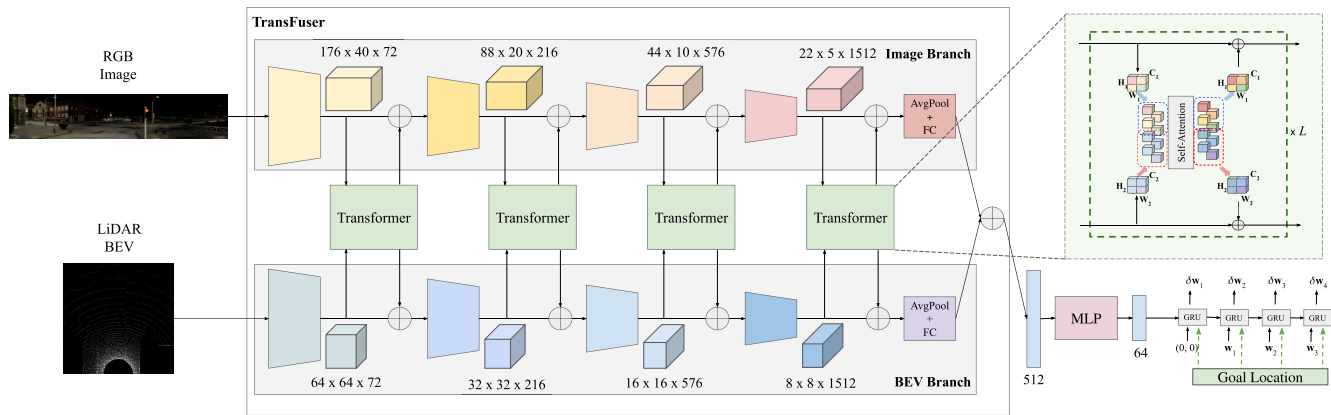 TransFuser
RGB
Image
176 x 40 x 72
88 x 20 x 216
44 x 10 x 576
22 x 5 x 1512
Image Branch
AvgPool
+
FC
Transformer
Transformer
Transformer
Transformer
LiDAR
BEV
AvgPool
+
FC
64 x 64 x 72
32 x 32 x 216
16 x 16 x 576
8 x 8 x 1512
BEV Branch
H₁
C₁
W₁
C₁
H₁
W₁
Self-Attention
x L
H₂
C₂
W₂
H₂
C₂
W₂
512
MLP
64
δw₁
δw₂
δw₃
δw₄
GRU
GRU
GRU
GRU
(0, 0)
w₁
w₂
w₃
Goal Location